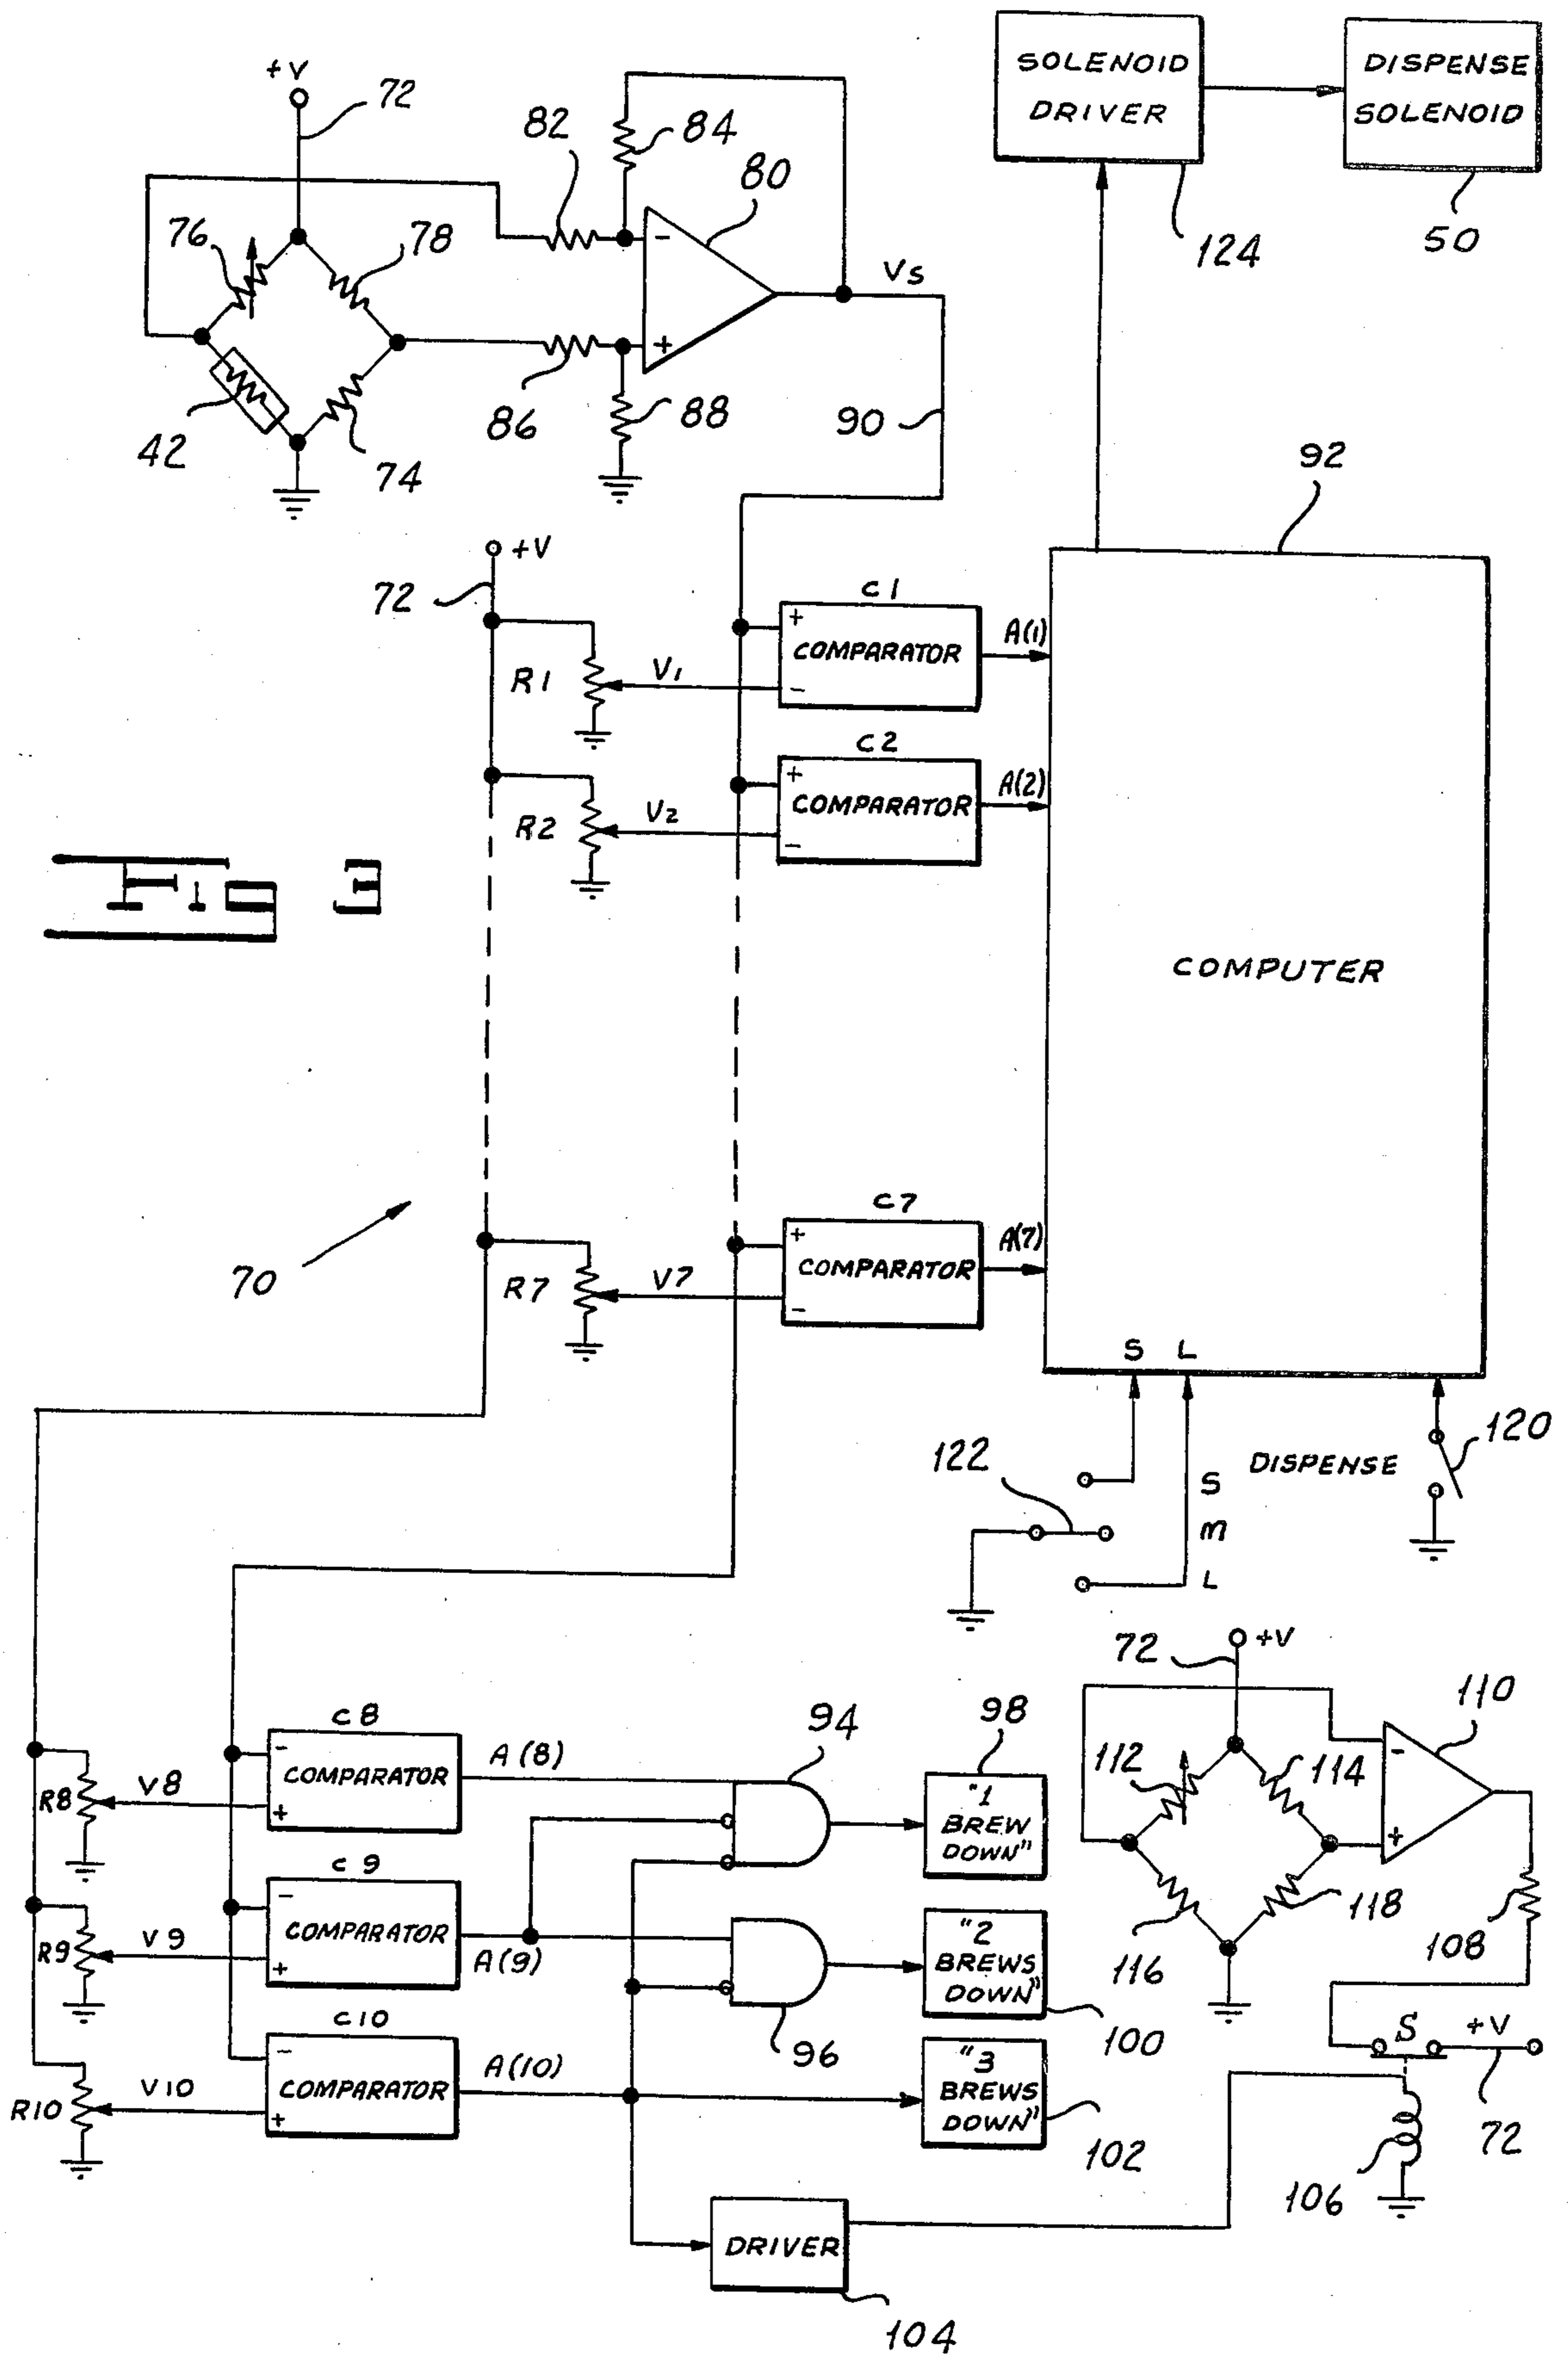 +V
72
82
84
80
SOLENOID
DRIVER
DISPENSE
SOLENOID
76
78
-
Vs
124
50
+
42
74
86
88
90
92
+V
72
C1
+
COMPARATOR
-
A(1)
R1
V1
C2
+
COMPARATOR
-
A(2)
R2
V2
Fig 3
COMPUTER
70
C7
+
COMPARATOR
-
A(7)
R7
V7
S L
122
S
M
L
DISPENSE
120
72
+V
110
C8
-
COMPARATOR
+
A(8)
R8
V8
94
98
"1
BREW
DOWN"
112
114
-
+
C9
-
COMPARATOR
+
A(9)
R9
V9
"2
BREWS
DOWN"
116
118
108
96
100
C10
-
COMPARATOR
+
A(10)
R10
V10
"3
BREWS
DOWN"
102
S
+V
72
106
DRIVER
104